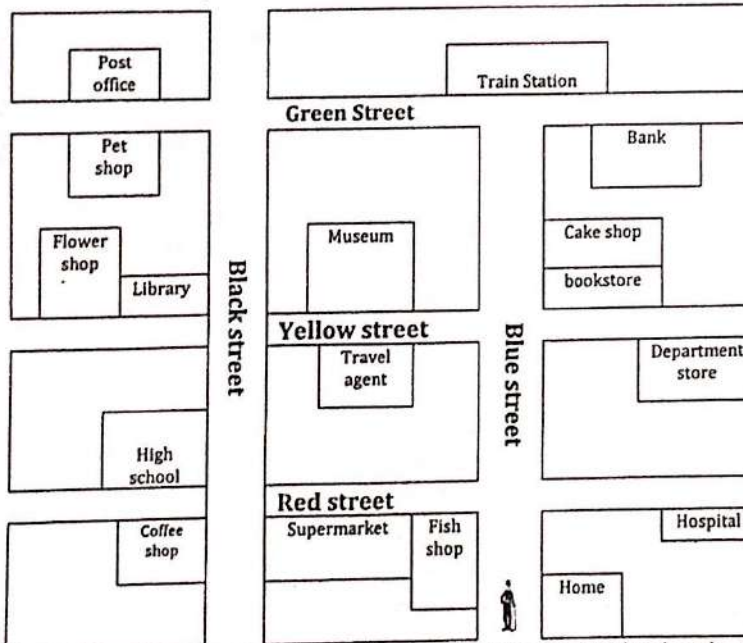 Post
office
Train Station
Green Street
Pet
shop
Bank
Flower
shop
Library
Museum
Cake shop
bookstore
Black street
Yellow street
Blue street
Travel
agent
Department
store
High
school
Red street
Coffee
shop
Supermarket
Fish
shop
Hospital
Home